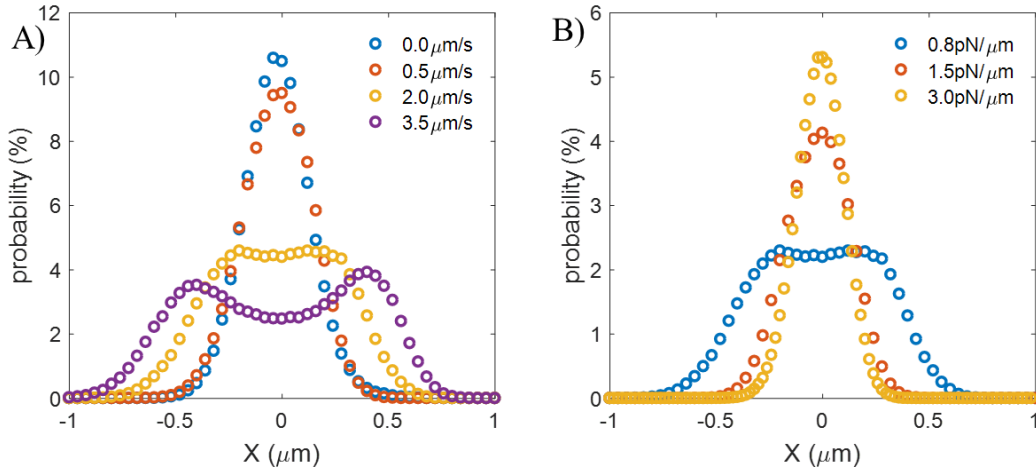 A)
12
10
8
6
4
2
0
probability (%)
-1
-0.5
0
0.5
1
X (μm)
0.0μm/s
0.5μm/s
2.0μm/s
3.5μm/s
B)
6
5
4
3
2
1
0
probability (%)
-1
-0.5
0
0.5
1
X (μm)
0.8pN/μm
1.5pN/μm
3.0pN/μm